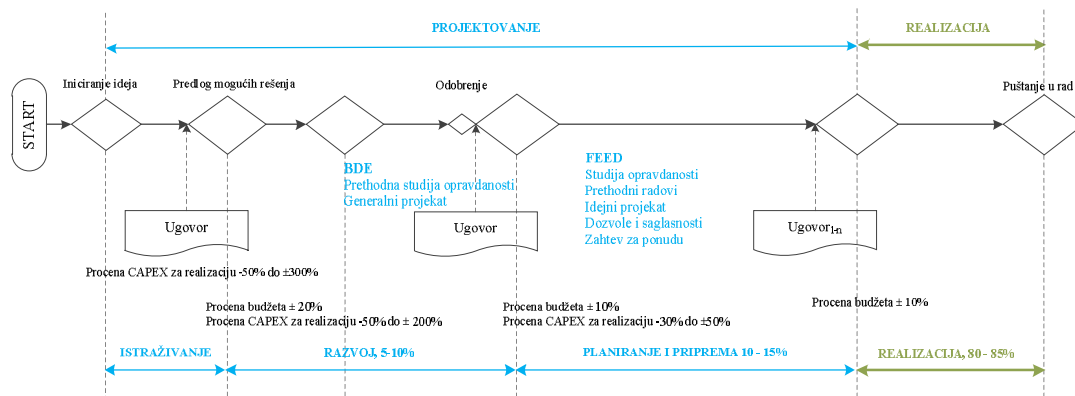 PROJEKTOVANJE
REALIZACIJA
Iniciranje ideja
Predlog mogućih rešenja
Odobrenje
Puštanje u rad
START
BDE
Prethodna studija opravdanosti
Generalni projekat
FEED
Studija opravdanosti
Prethodni radovi
Idejni projekat
Dozvole i saglasnosti
Zahtev za ponudu
Ugovor
Ugovor
Ugovor1-n
Procena CAPEX za realizaciju -50% do ±300%
Procena budžeta ± 20%
Procena CAPEX za realizaciju -50% do ± 200%
Procena budžeta ± 10%
Procena CAPEX za realizaciju -30% do ±50%
Procena budžeta ± 10%
ISTRAŽIVANJE
RAZVOJ, 5-10%
PLANIRANJE I PRIPREMA 10 - 15%
REALIZACIJA, 80 - 85%